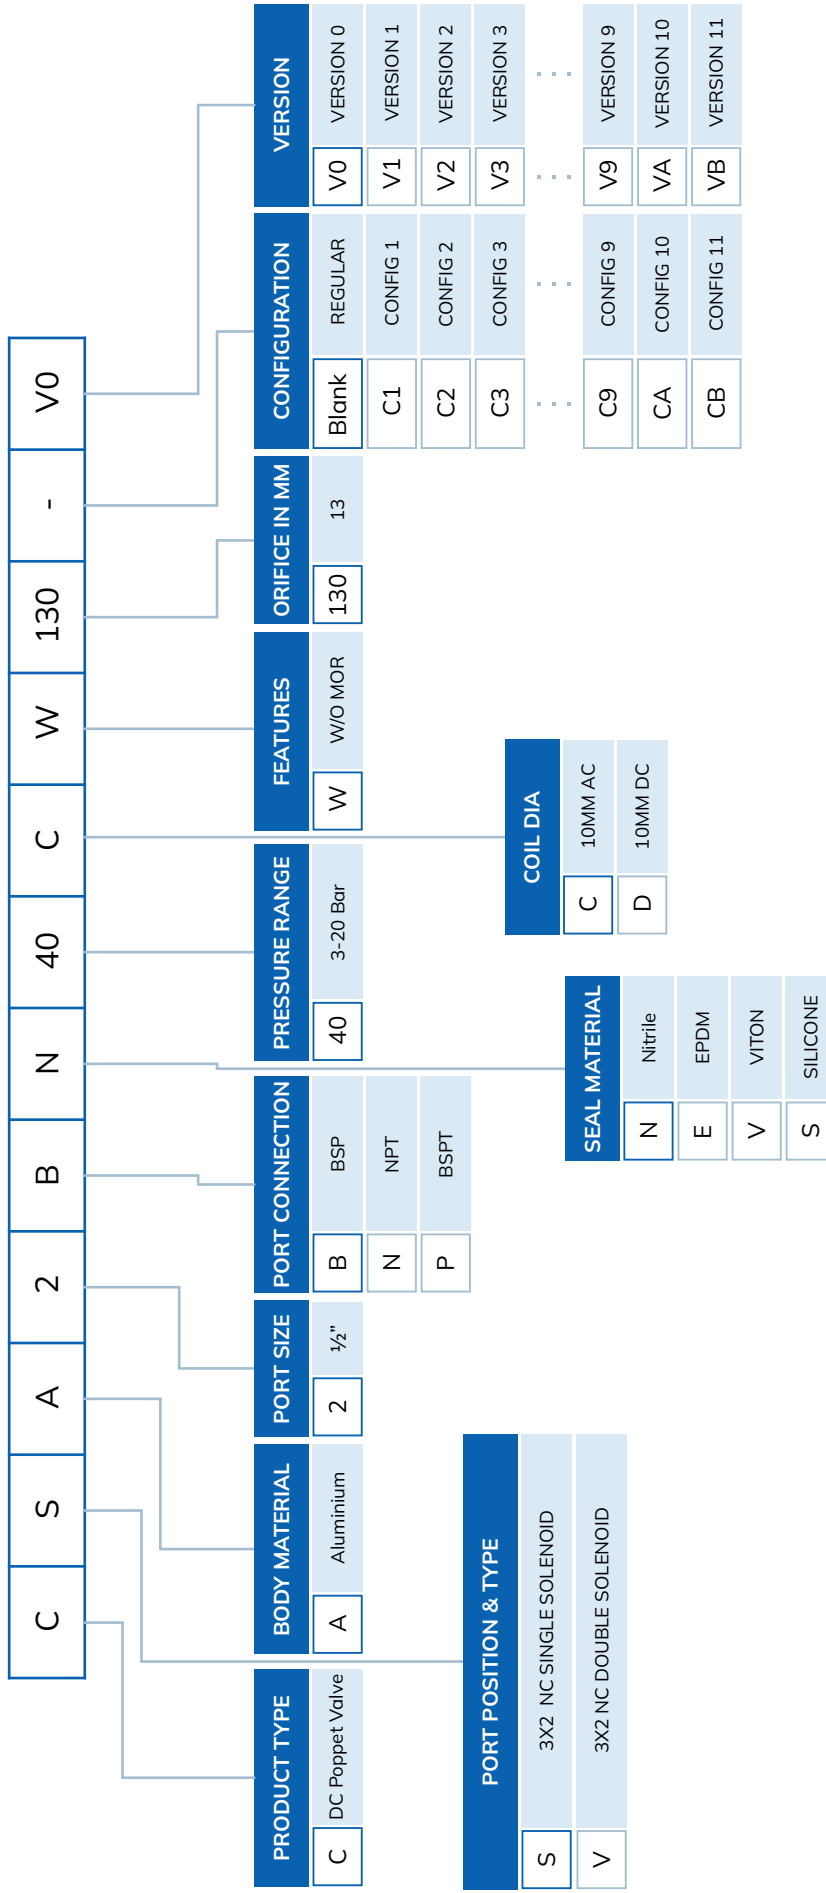 C S A 2 B N 40 C W 130 - V0
PRODUCT TYPE
C DC Poppet Valve
PORT POSITION & TYPE
S 3X2 NC SINGLE SOLENOID
V 3X2 NC DOUBLE SOLENOID
BODY MATERIAL
A Aluminium
PORT SIZE
2 ½"
PORT CONNECTION
B BSP
N NPT
P BSPT
SEAL MATERIAL
N Nitrile
E EPDM
V VITON
S SILICONE
PRESSURE RANGE
40 3-20 Bar
COIL DIA
C 10MM AC
D 10MM DC
FEATURES
W W/O MOR
ORIFICE IN MM
130 13
CONFIGURATION
Blank REGULAR
C1 CONFIG 1
C2 CONFIG 2
C3 CONFIG 3
.... ....
C9 CONFIG 9
CA CONFIG 10
CB CONFIG 11
VERSION
V0 VERSION 0
V1 VERSION 1
V2 VERSION 2
V3 VERSION 3
.... ....
V9 VERSION 9
VA VERSION 10
VB VERSION 11